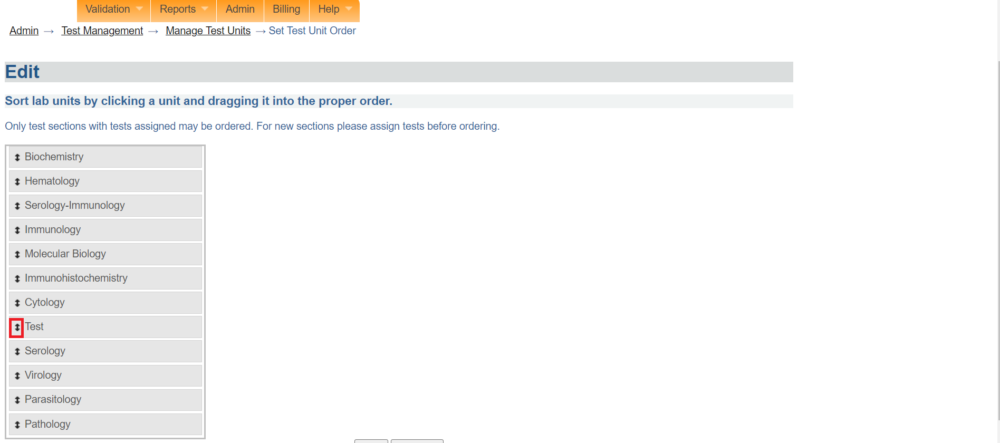 Validation Reports Admin Billing Help
Admin → Test Management → Manage Test Units → Set Test Unit Order
Edit
Sort lab units by clicking a unit and dragging it into the proper order.
Only test sections with tests assigned may be ordered. For new sections please assign tests before ordering.
Biochemistry
Hematology
Serology-Immunology
Immunology
Molecular Biology
Immunohistochemistry
Cytology
Test
Serology
Virology
Parasitology
Pathology